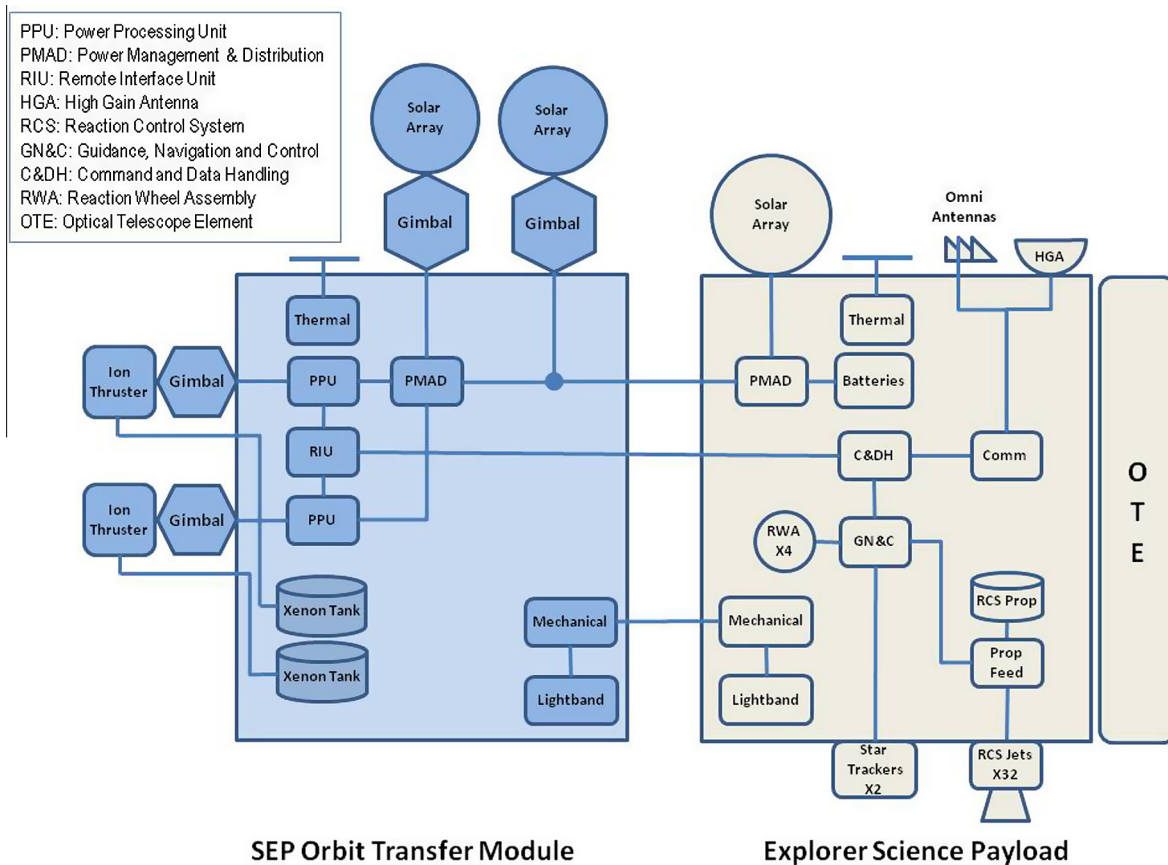 PPU: Power Processing Unit
PMAD: Power Management & Distribution
RIU: Remote Interface Unit
HGA: High Gain Antenna
RCS: Reaction Control System
GN&C: Guidance, Navigation and Control
C&DH: Command and Data Handling
RWA: Reaction Wheel Assembly
OTE: Optical Telescope Element
Solar
Array
Solar
Array
Gimbal
Gimbal
Thermal
Ion
Thruster
Gimbal
PPU
PMAD
RIU
Ion
Thruster
Gimbal
PPU
Xenon Tank
Xenon Tank
Mechanical
Lightband
SEP Orbit Transfer Module
Solar
Array
Omni
Antennas
HGA
Thermal
PMAD
Batteries
C&DH
Comm
RWA
X4
GN&C
RCS Prop
Prop
Feed
Mechanical
Lightband
Star
Trackers
X2
RCS Jets
X32
O
T
E
Explorer Science Payload